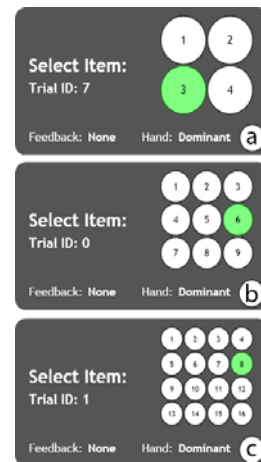 1 2
Select Item:
Trial ID: 7
3 4
Feedback: None Hand: Dominant a
1 2 3
Select Item:
4 5 6
Trial ID: 0
7 8 9
Feedback: None Hand: Dominant b
1 2 3 4
5 6 7 8
Select Item:
9 10 11 12
Trial ID: 1
13 14 15 16
Feedback: None Hand: Dominant c